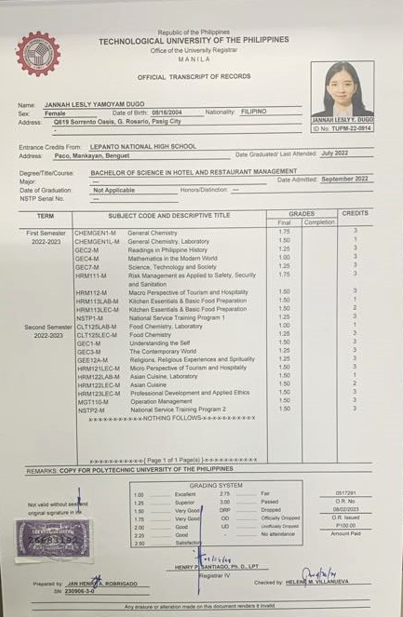 Republic of the Philippines
TECHNOLOGICAL UNIVERSITY OF THE PHILIPPINES
Office of the University Registrar
MANILA
OFFICIAL TRANSCRIPT OF RECORDS
Name: JANNAH LESLY YAMOYAM DUGO
Sex: Female Date of Birth: 08/16/2004 Nationality: FILIPINO
Address: Q619 Sorrento Oasis, G. Rosario, Pasig City
JANNAH LESLY Y. DUGO
ID No. TUPM-22-0914
Entrance Credits From: LEPANTO NATIONAL HIGH SCHOOL
Address: Paco, Mankayan, Benguet Date Graduated/ Last Attended: July 2022
Degree/Title/Course: BACHELOR OF SCIENCE IN HOTEL AND RESTAURANT MANAGEMENT
Major: --- Date Admitted: September 2022
Date of Graduation: Not Applicable Honors/Distinction: ---
NSTP Serial No. ---
TERM SUBJECT CODE AND DESCRIPTIVE TITLE GRADES CREDITS
Final Completion
First Semester CHEMGEN1-M General Chemistry 1.75 3
2022-2023 CHEMGEN1L-M General Chemistry, Laboratory 1.50 1
GEC2-M Readings in Philippine History 1.25 3
GEC4-M Mathematics in the Modern World 1.00 3
GEC7-M Science, Technology and Society 1.25 3
HRM111-M Risk Management as Applied to Safety, Security 1.75 3
and Sanitation
HRM112-M Macro Perspective of Tourism and Hospitality 1.50 3
HRM113LAB-M Kitchen Essentials & Basic Food Preparation 1.50 1
HRM113LEC-M Kitchen Essentials & Basic Food Preparation 1.50 2
NSTP1-M National Service Training Program 1 1.25 3
Second Semester CLT125LAB-M Food Chemistry, Laboratory 1.00 1
2022-2023 CLT125LEC-M Food Chemistry 1.25 3
GEC1-M Understanding the Self 1.50 3
GEC3-M The Contemporary World 1.25 3
GEE12A-M Religions, Religious Experiences and Spirituality 1.25 3
HRM121LEC-M Micro Perspective of Tourism and Hospitality 1.50 3
HRM122LAB-M Asian Cuisine, Laboratory 1.50 1
HRM122LEC-M Asian Cuisine 1.50 2
HRM123LEC-M Professional Development and Applied Ethics 1.50 3
MGT110-M Operation Management 1.50 3
NSTP2-M National Service Training Program 2 1.50 3
x-x-x-x-x-x-x-x-x-x-NOTHING FOLLOWS-x-x-x-x-x-x-x-x-x-x
x-x-x-x-x-x-x-x-x-x-( Page 1 of 1 Page(s) )-x-x-x-x-x-x-x-x-x-x
REMARKS: COPY FOR POLYTECHNIC UNIVERSITY OF THE PHILIPPINES
GRADING SYSTEM
1.00 Excellent 2.75 Fair
1.25 Superior 3.00 Passed
1.50 Very Good DRP Dropped
1.75 Very Good OD Officially Dropped
2.00 Good UD Unofficially Dropped
2.25 Good - No attendance
2.50 Satisfactory
0517291
O.R. No.
08/02/2023
O.R. Issued
P100.00
Amount Paid
Not valid without seal and
original signature in ink
HENRY P. SANTIAGO, Ph. D., LPT
Registrar IV
Prepared by: JAN HENRY A. ROBRIGADO
SN: 230906-3-0
Checked by: HELENE M. VILLANUEVA
Any erasure or alteration made on this document renders it invalid.